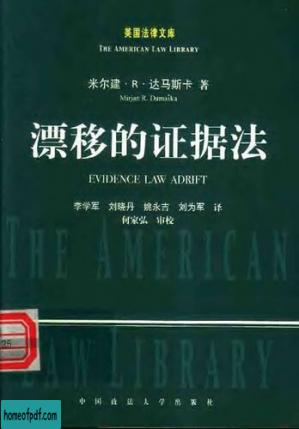 美国法律文库
THE AMERICAN LAW LIBRARY
米尔建·R·达马斯卡 著
Mirjan R. Damaška
漂移的证据法
EVIDENCE LAW ADRIFT
李学军 刘晓丹 姚永吉 刘为军 译
何家弘 审校
THE AMERICAN
25
LAW LIBRARY
中国政法大学出版社
homeofpdf.com